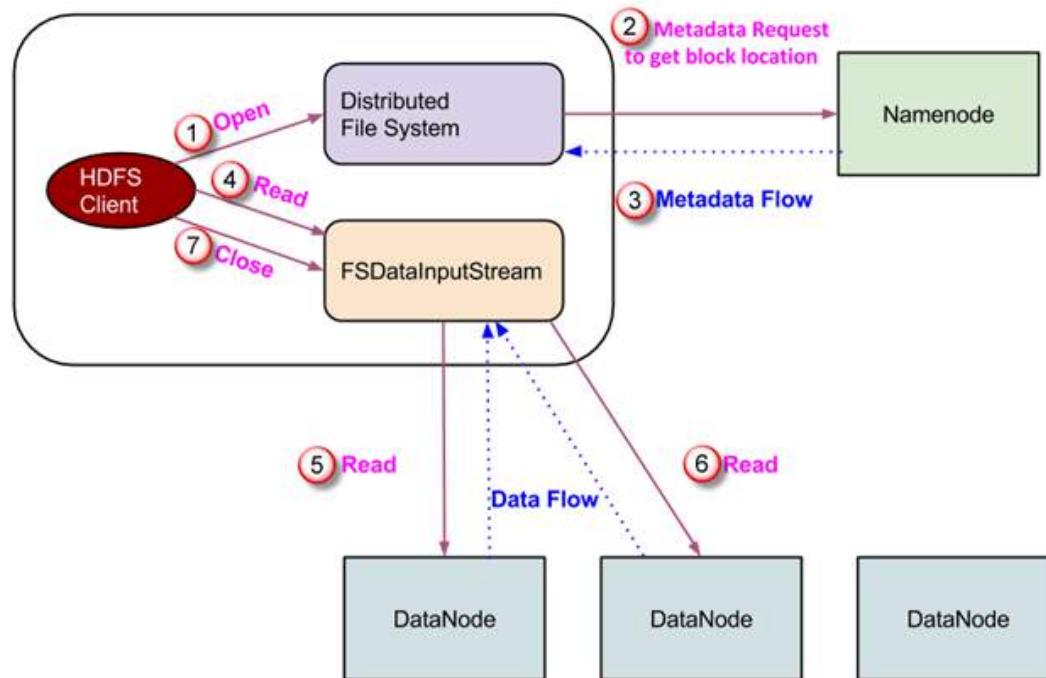 2 Metadata Request
to get block location
Distributed
File System
Namenode
1 Open
HDFS
Client
4 Read
3 Metadata Flow
7 Close
FSDataInputStream
5 Read
6 Read
Data Flow
DataNode
DataNode
DataNode